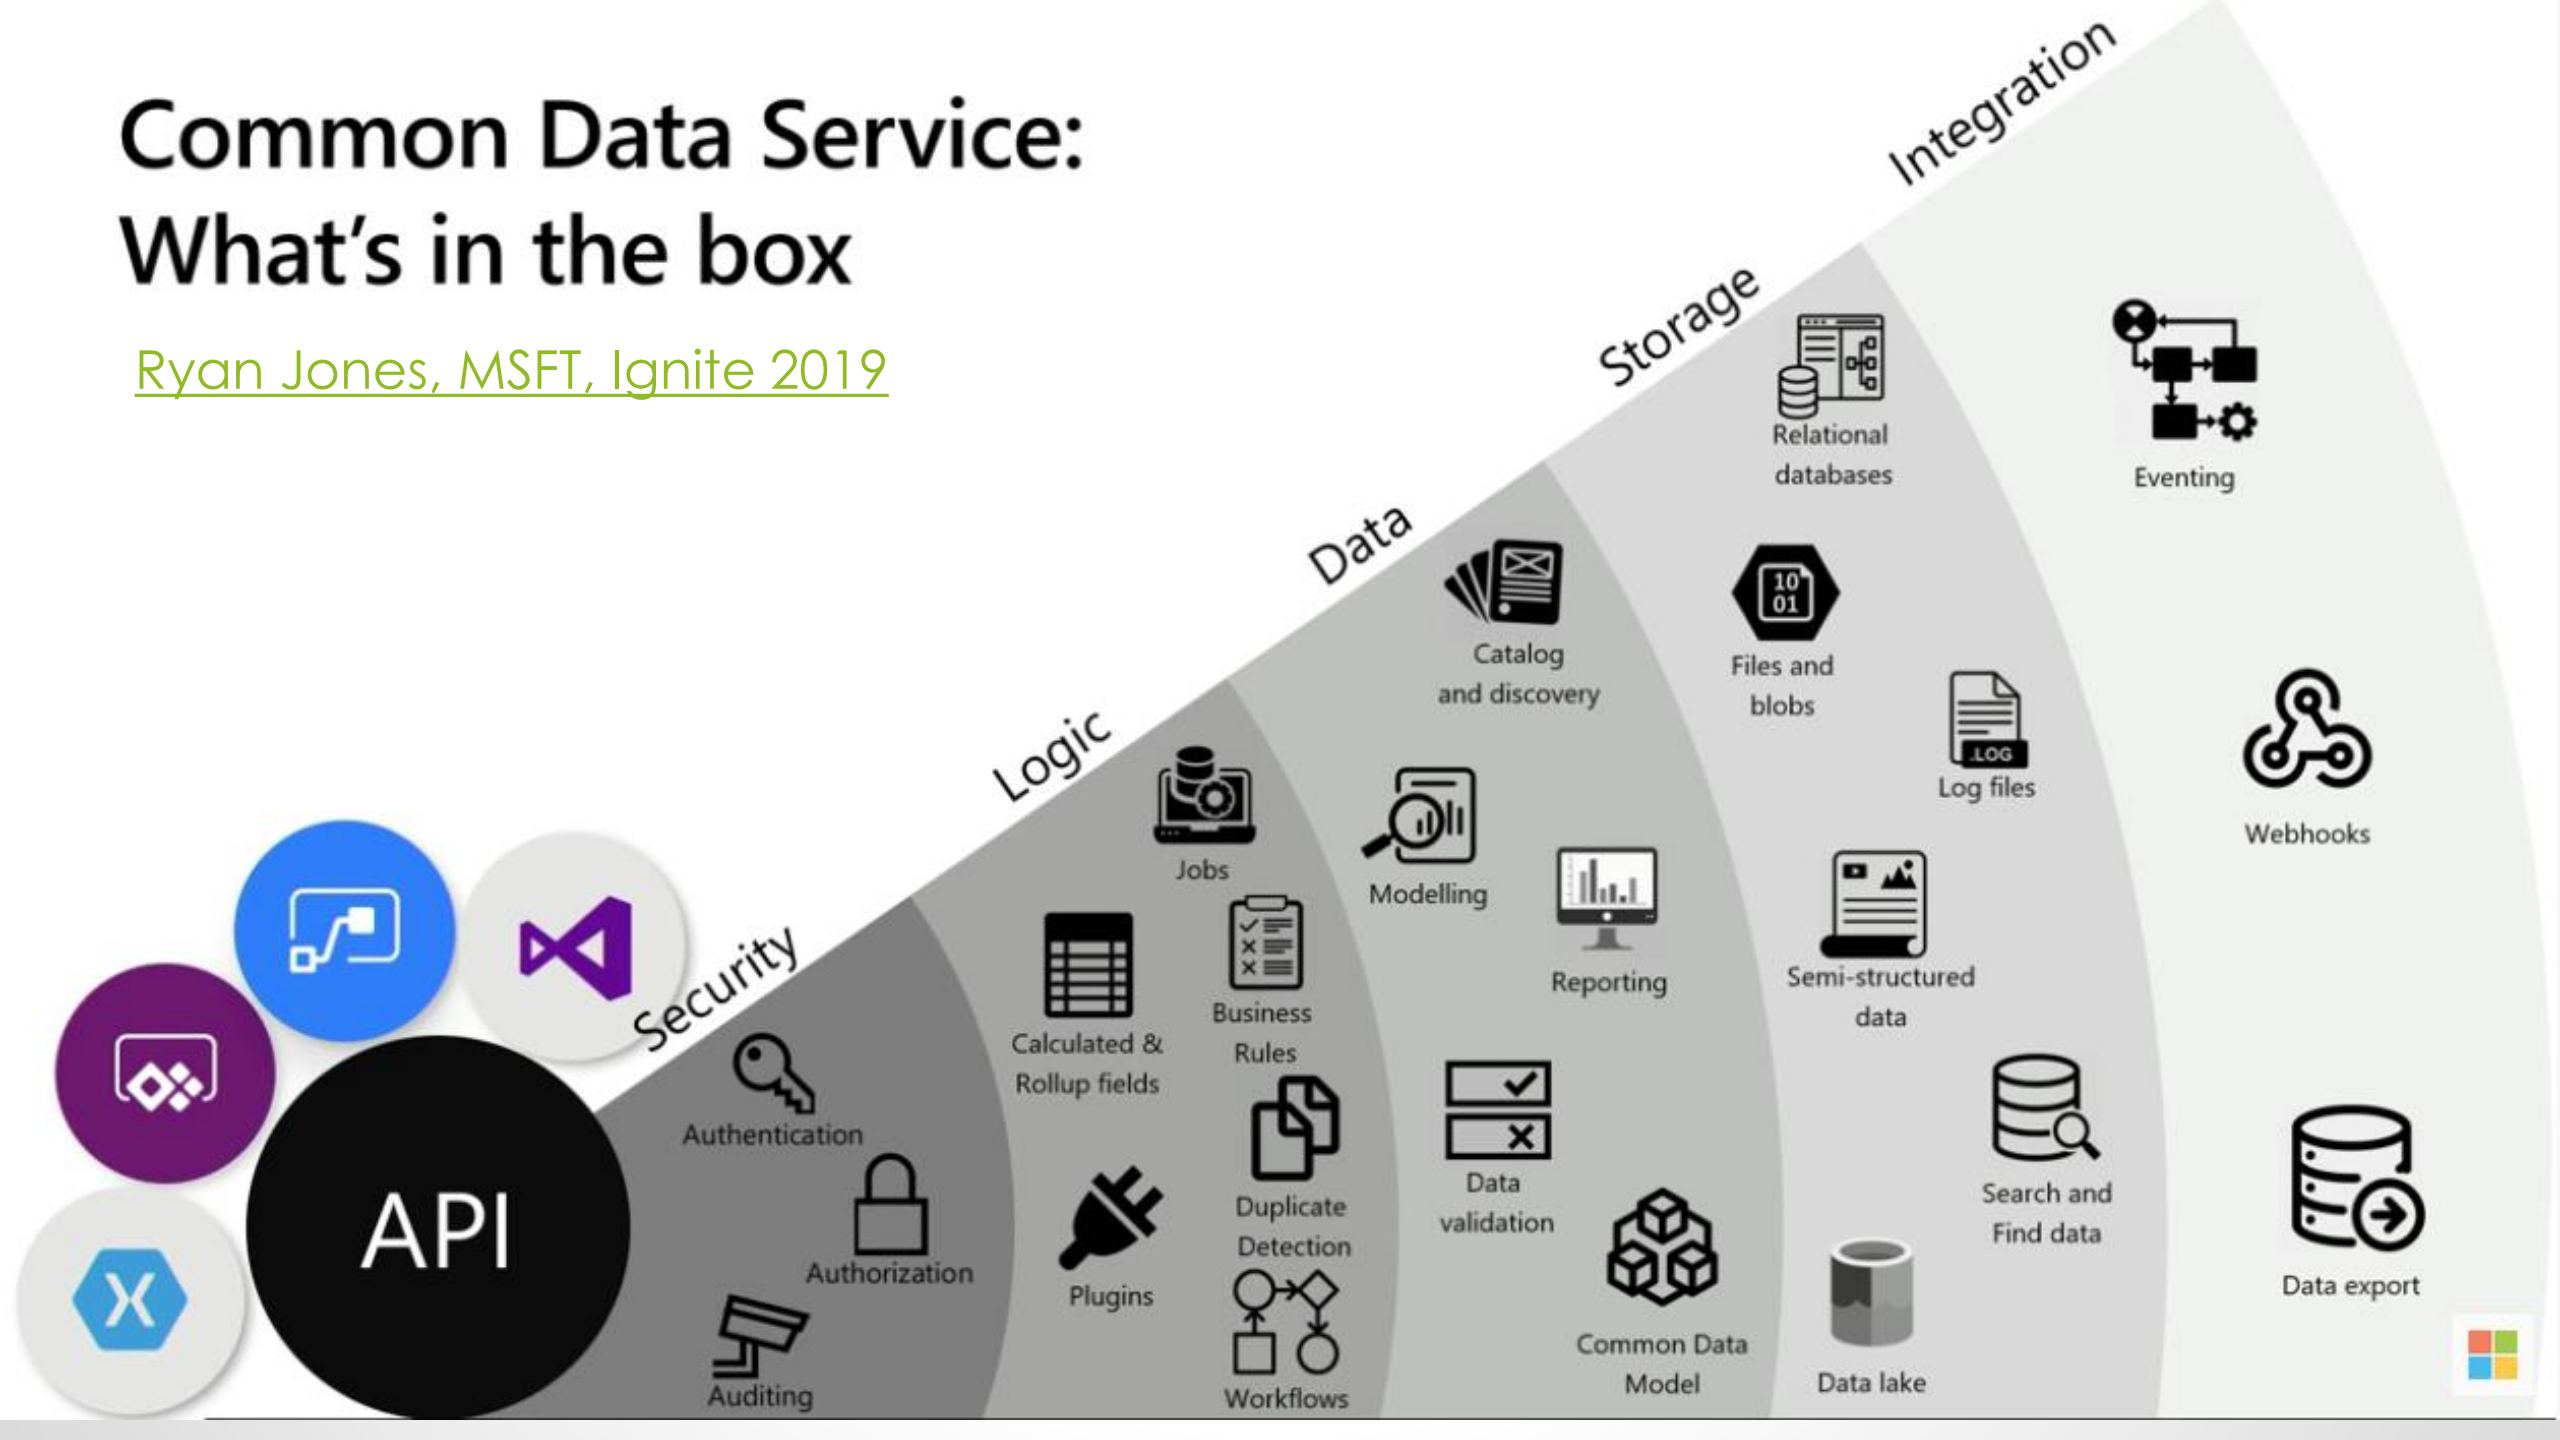 Common Data Service:
What's in the box
Ryan Jones, MSFT, Ignite 2019
API
Security
Authentication
Authorization
Auditing
Logic
Jobs
Calculated &
Rollup fields
Business
Rules
Plugins
Duplicate
Detection
Workflows
Data
Catalog
and discovery
Modelling
Reporting
Data
validation
Common Data
Model
Storage
Relational
databases
10
01
Files and
blobs
.LOG
Log files
Semi-structured
data
Search and
Find data
Data lake
Integration
Eventing
Webhooks
Data export